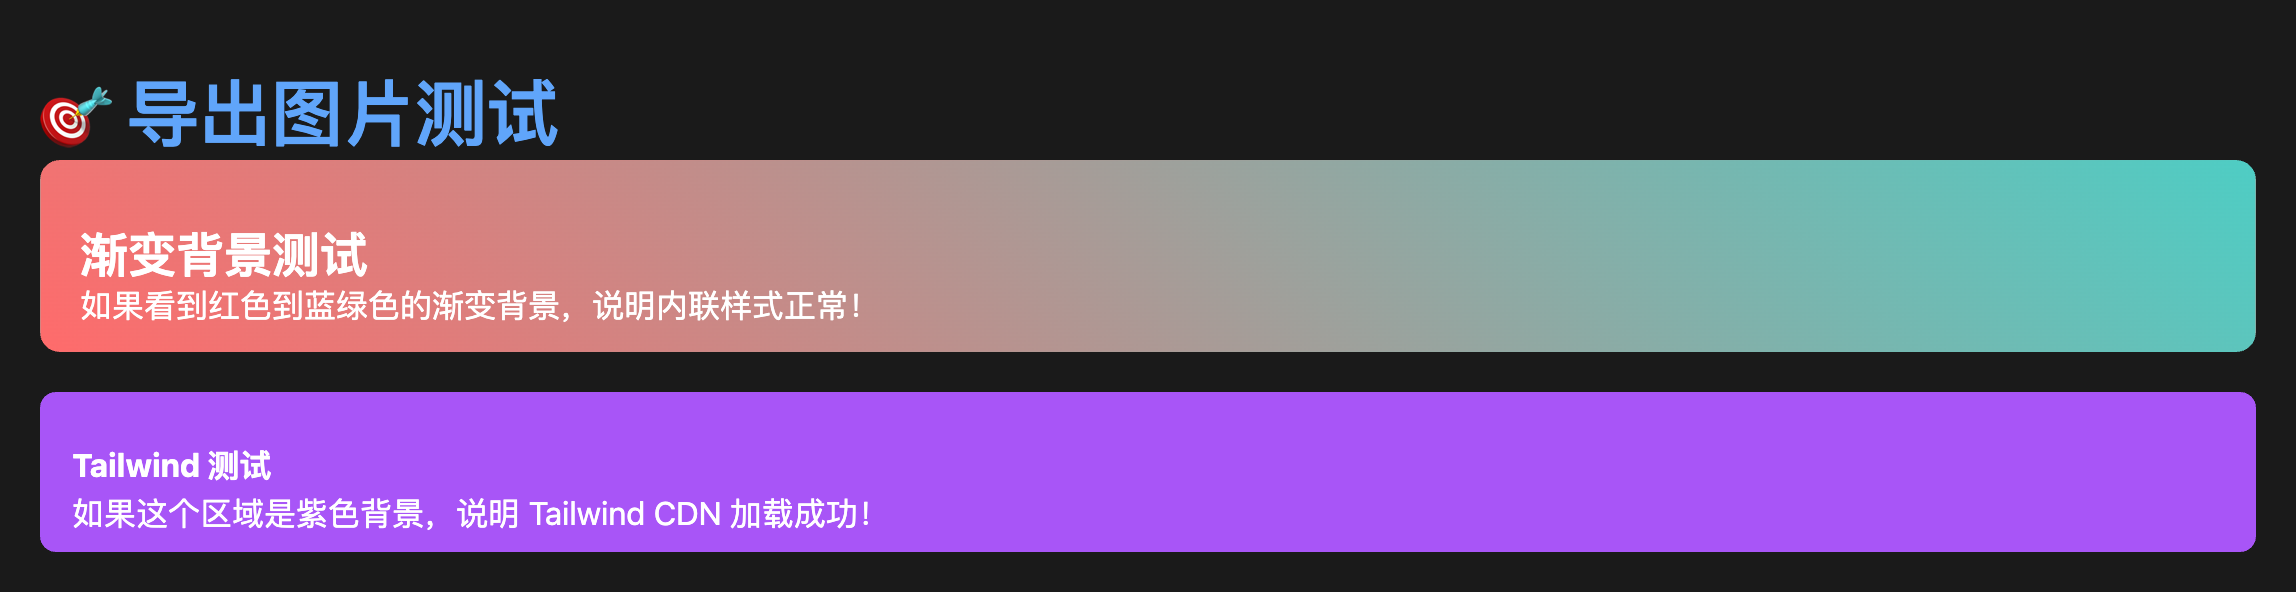 导出图片测试
渐变背景测试
如果看到红色到蓝绿色的渐变背景，说明内联样式正常！
Tailwind 测试
如果这个区域是紫色背景，说明 Tailwind CDN 加载成功！